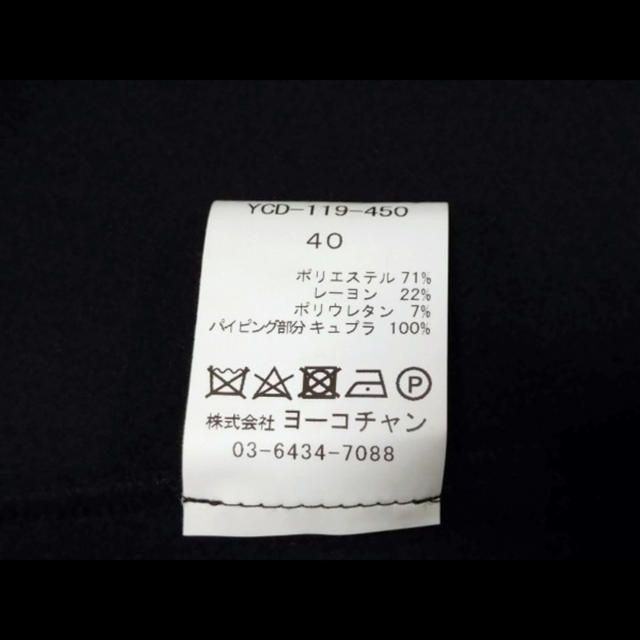 YCD-119-450
40
ポリエステル 71%
レーヨン 22%
ポリウレタン 7%
パイピング部分 キュプラ 100%
P
株式会社 ヨーコチャン
03-6434-7088